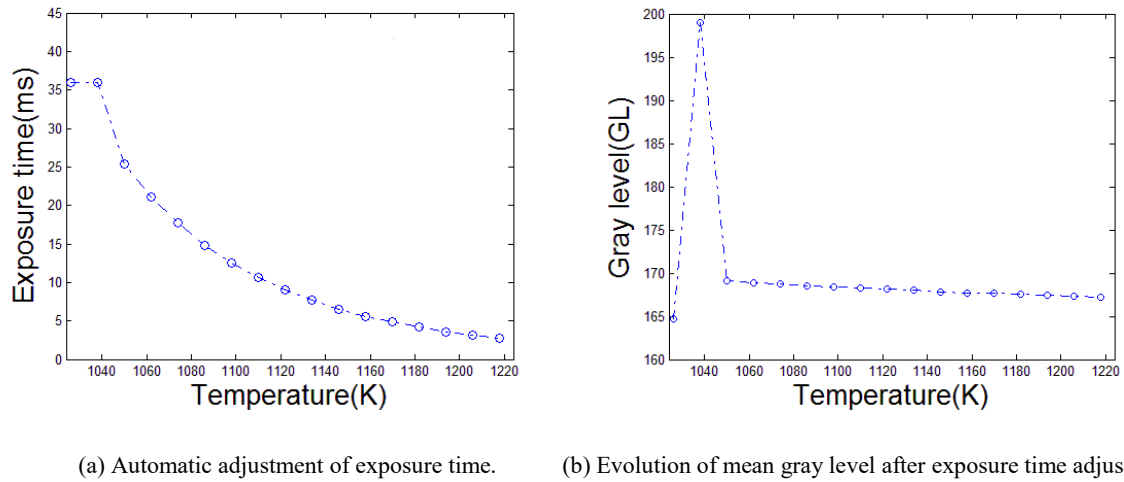 45
40
35
30
25
20
15
10
5
0
Exposure time(ms)
1040 1060 1080 1100 1120 1140 1160 1180 1200 1220
Temperature(K)
200
195
190
185
180
175
170
165
160
Gray level(GL)
1040 1060 1080 1100 1120 1140 1160 1180 1200 1220
Temperature(K)
(a) Automatic adjustment of exposure time.
(b) Evolution of mean gray level after exposure time adjus